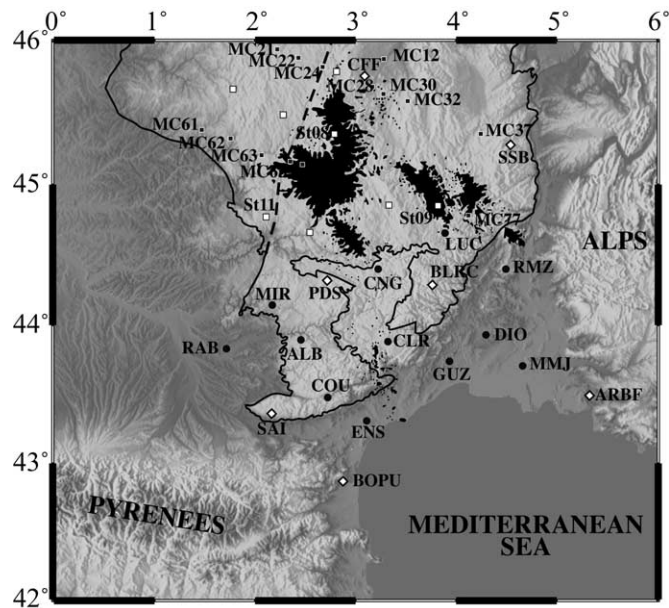 0° 1° 2° 3° 4° 5° 6°
46°
MC21
MC22
MC24
CFF
MC12
MC28
MC30
MC32
MC61
MC62
MC63
St08
MC37
SSB
45°
St11
St09
MC77
LUC
ALPS
BLKC
RMZ
CNG
PDS
MIR
44°
RAB
ALB
CLR
DIO
GUZ
MMJ
COU
ARBF
SAI
ENS
43°
BOPU
PYRENEES
MEDITERRANEAN
SEA
42°